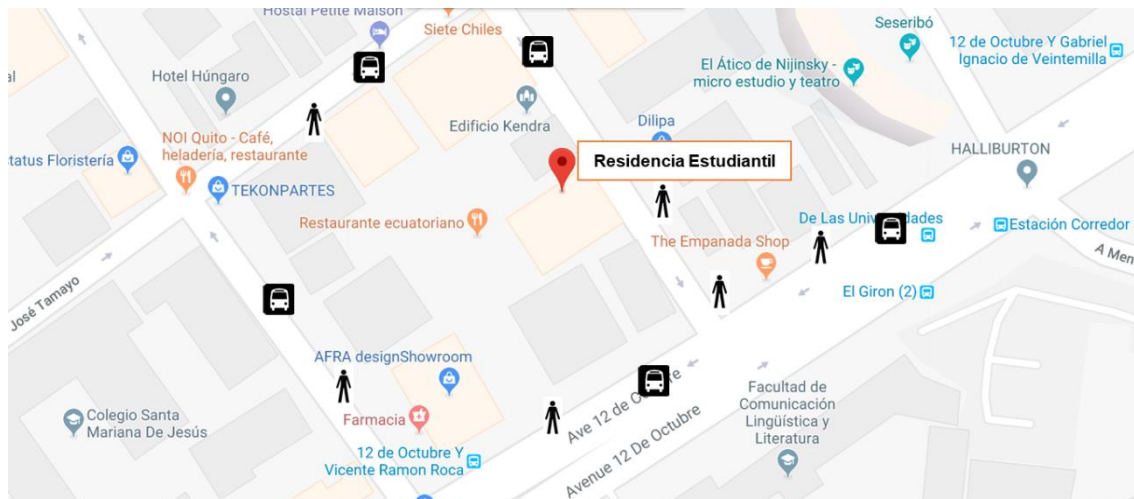 Hostal Petite Maison
Siete Chiles
Seseribó
12 de Octubre Y Gabriel
Ignacio de Veintemilla
Hotel Húngaro
El Ático de Nijinsky -
micro estudio y teatro
Edificio Kendra
Dilipa
NOI Quito - Café,
heladería, restaurante
tatus Floristería
Residencia Estudiantil
HALLIBURTON
TEKONPARTES
Restaurante ecuatoriano
De Las Universidades
Estación Corredor
The Empanada Shop
A Men
José Tamayo
El Giron (2)
AFRA designShowroom
Facultad de
Comunicación
Lingüística y
Literatura
Colegio Santa
Mariana De Jesús
Farmacia
Ave 12 de Octubre
12 de Octubre Y
Vicente Ramon Roca
Avenue 12 De Octubre